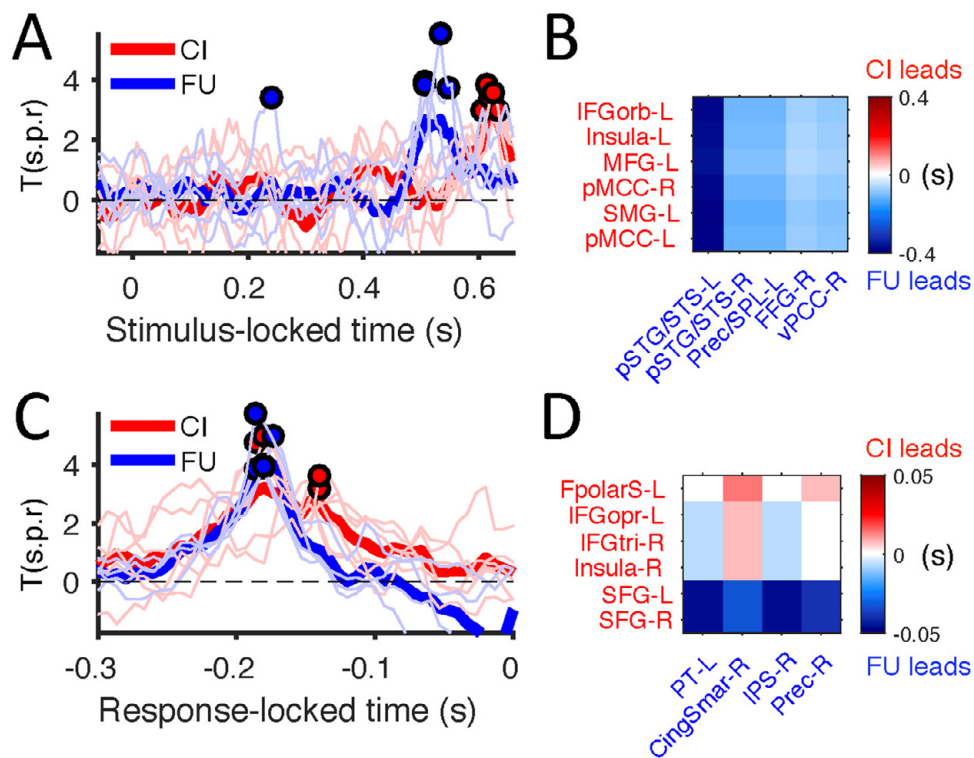 A
CI
FU
T(s.p.r)
4
2
0
0
0.2
0.4
0.6
Stimulus-locked time (s)
B
IFGorb-L
Insula-L
MFG-L
pMCC-R
SMG-L
pMCC-L
pSTG/STS-L
pSTG/STS-R
Prec/SPL-L
FFG-R
vPCC-R
CI leads
0.4
0
(s)
-0.4
FU leads
C
CI
FU
T(s.p.r)
4
2
0
-0.3
-0.2
-0.1
0
Response-locked time (s)
D
FpolarS-L
IFGopr-L
IFGtri-R
Insula-R
SFG-L
SFG-R
PT-L
CingSmar-R
IPS-R
Prec-R
CI leads
0.05
0
(s)
-0.05
FU leads